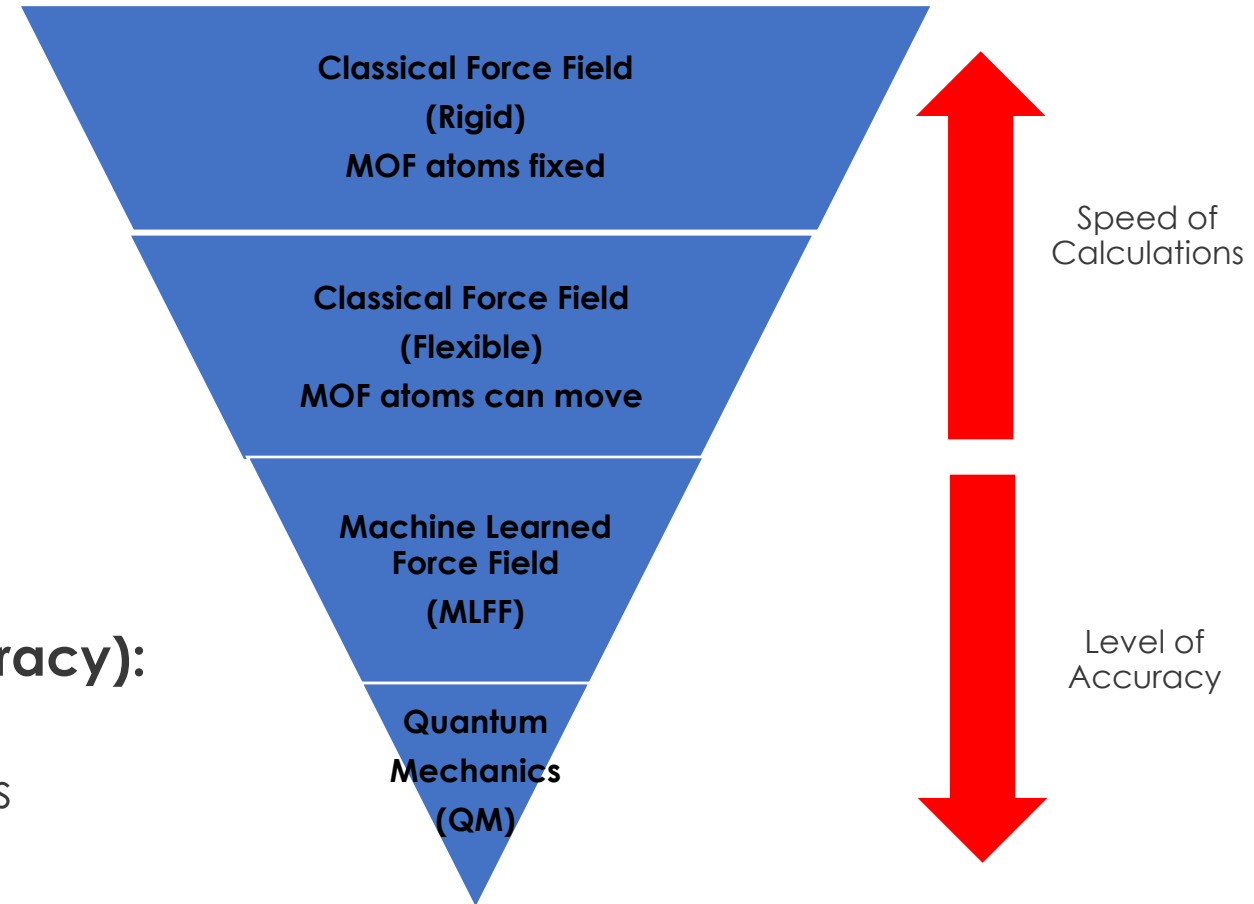 Classical Force Field
(Rigid)
MOF atoms fixed
Speed of
Calculations
Classical Force Field
(Flexible)
MOF atoms can move
Machine Learned
Force Field
(MLFF)
racy):
Level of
Accuracy
Quantum
Mechanics
(QM)
s